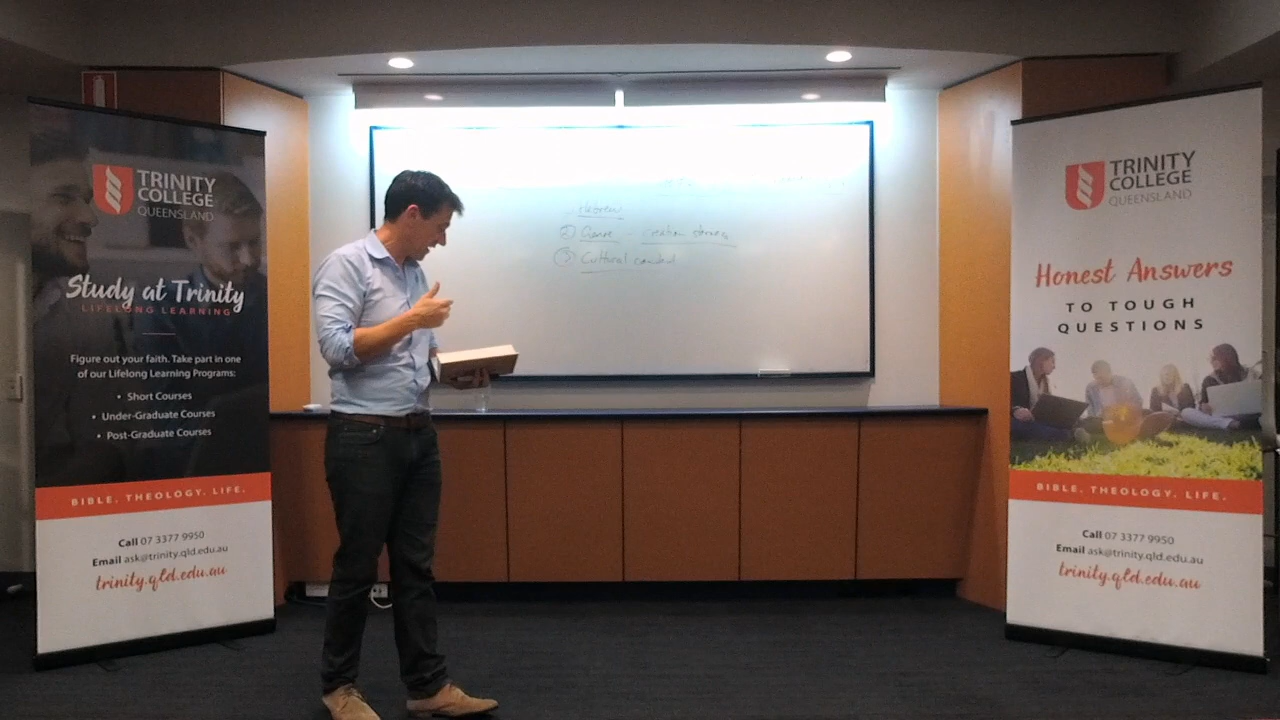 TRINITY
COLLEGE
QUEENSLAND
Study at Trinity
LIFELONG LEARNING
Figure out your faith. Take part in one
of our Lifelong Learning Programs:
• Short Courses
• Under-Graduate Courses
• Post-Graduate Courses
BIBLE. THEOLOGY. LIFE.
Call 07 3377 9950
Email ask@trinity.qld.edu.au
trinity.qld.edu.au
Hebrew
② Genre - creation stories
③ Cultural
TRINITY
COLLEGE
QUEENSLAND
Honest Answers
TO TOUGH
QUESTIONS
BIBLE. THEOLOGY. LIFE.
Call 07 3377 9950
Email ask@trinity.qld.edu.au
trinity.qld.edu.au